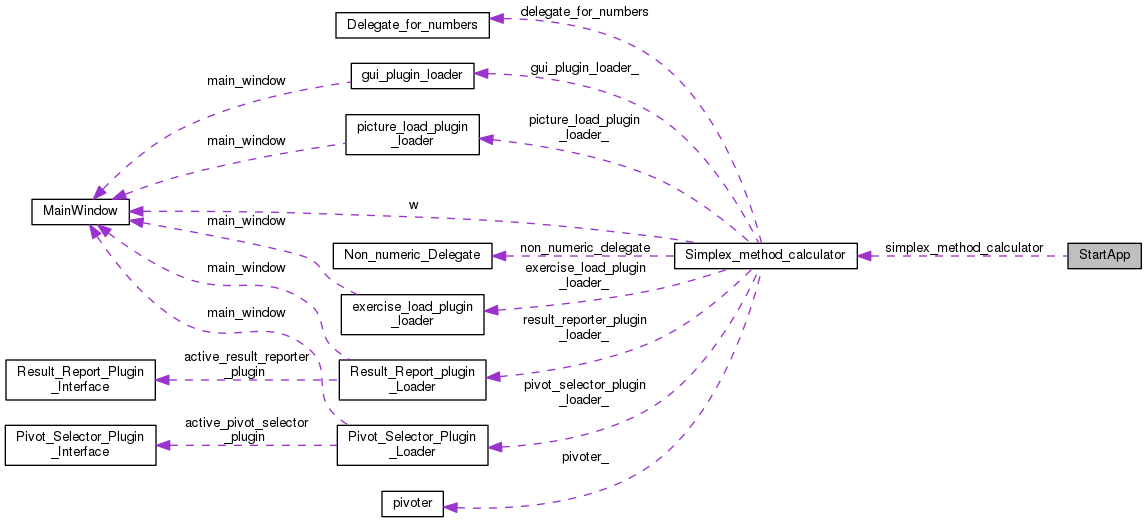 delegate_for_numbers
Delegate_for_numbers
gui_plugin_loader_
gui_plugin_loader
main_window
picture_load_plugin
_loader_
picture_load_plugin
_loader
main_window
MainWindow
w
main_window
Non_numeric_Delegate
non_numeric_delegate
Simplex_method_calculator
simplex_method_calculator
StartApp
main_window
exercise_load_plugin
_loader_
exercise_load_plugin
_loader
main_window
result_reporter_plugin
_loader_
Result_Report_Plugin
_Interface
active_result_reporter
_plugin
Result_Report_plugin
_Loader
pivot_selector_plugin
_loader_
Pivot_Selector_Plugin
_Interface
active_pivot_selector
_plugin
Pivot_Selector_Plugin
_Loader
pivoter_
pivoter